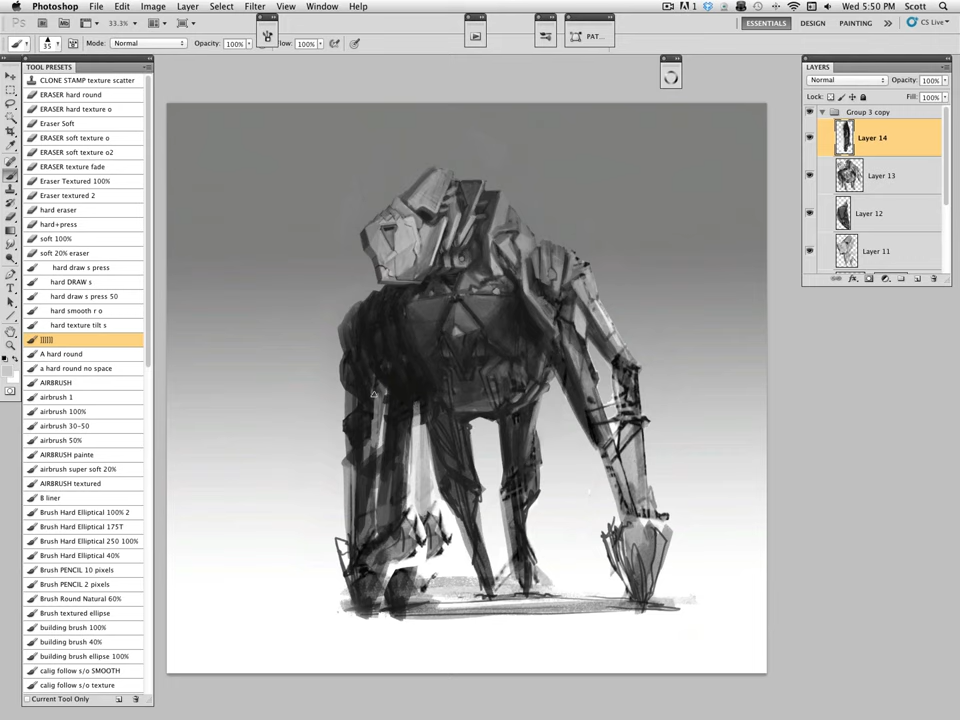 Photoshop File Edit Image Layer Select Filter View Window Help
1 Wed 5:50 PM Scott
Ps Br Mb 33.3% ESSENTIALS DESIGN PAINTING CS Live
35 Mode: Normal Opacity: 100% low: 100% PAT...
TOOL PRESETS
CLONE STAMP texture scatter
ERASER hard round
ERASER hard texture o
Eraser Soft
ERASER soft texture o
ERASER soft texture o2
ERASER texture fade
Eraser Textured 100%
Eraser textured 2
hard eraser
hard+press
soft 100%
soft 20% eraser
hard draw s press
hard DRAW s
hard draw s press 50
hard smooth r o
hard texture tilt s
]]]]]]
A hard round
a hard round no space
AIRBRUSH
airbrush 1
airbrush 100%
airbrush 30-50
airbrush 50%
AIRBRUSH painte
airbrush super soft 20%
AIRBRUSH textured
B liner
Brush Hard Elliptical 100% 2
Brush Hard Elliptical 175T
Brush Hard Elliptical 250 100%
Brush Hard Elliptical 40%
Brush PENCIL 10 pixels
Brush PENCIL 2 pixels
Brush Round Natural 60%
Brush textured ellipse
building brush 100%
building brush 40%
building brush ellipse 100%
calig follow s/o SMOOTH
calig follow s/o texture
Current Tool Only
LAYERS
Normal Opacity: 100%
Lock: Fill: 100%
Group 3 copy
Layer 14
Layer 13
Layer 12
Layer 11